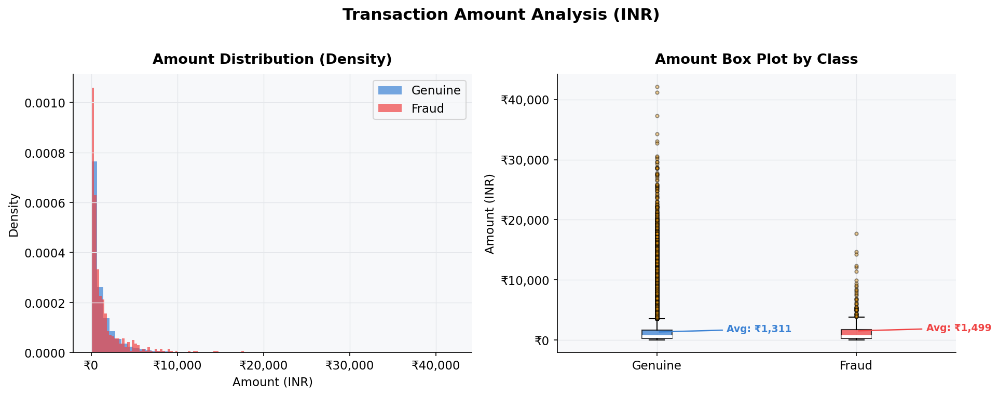 Transaction Amount Analysis (INR)
Amount Distribution (Density)
Density
0.0010
0.0008
0.0006
0.0004
0.0002
0.0000
Genuine
Fraud
₹0
₹10,000
₹20,000
₹30,000
₹40,000
Amount (INR)
Amount Box Plot by Class
Amount (INR)
₹40,000
₹30,000
₹20,000
₹10,000
₹0
Avg: ₹1,311
Avg: ₹1,499
Genuine
Fraud